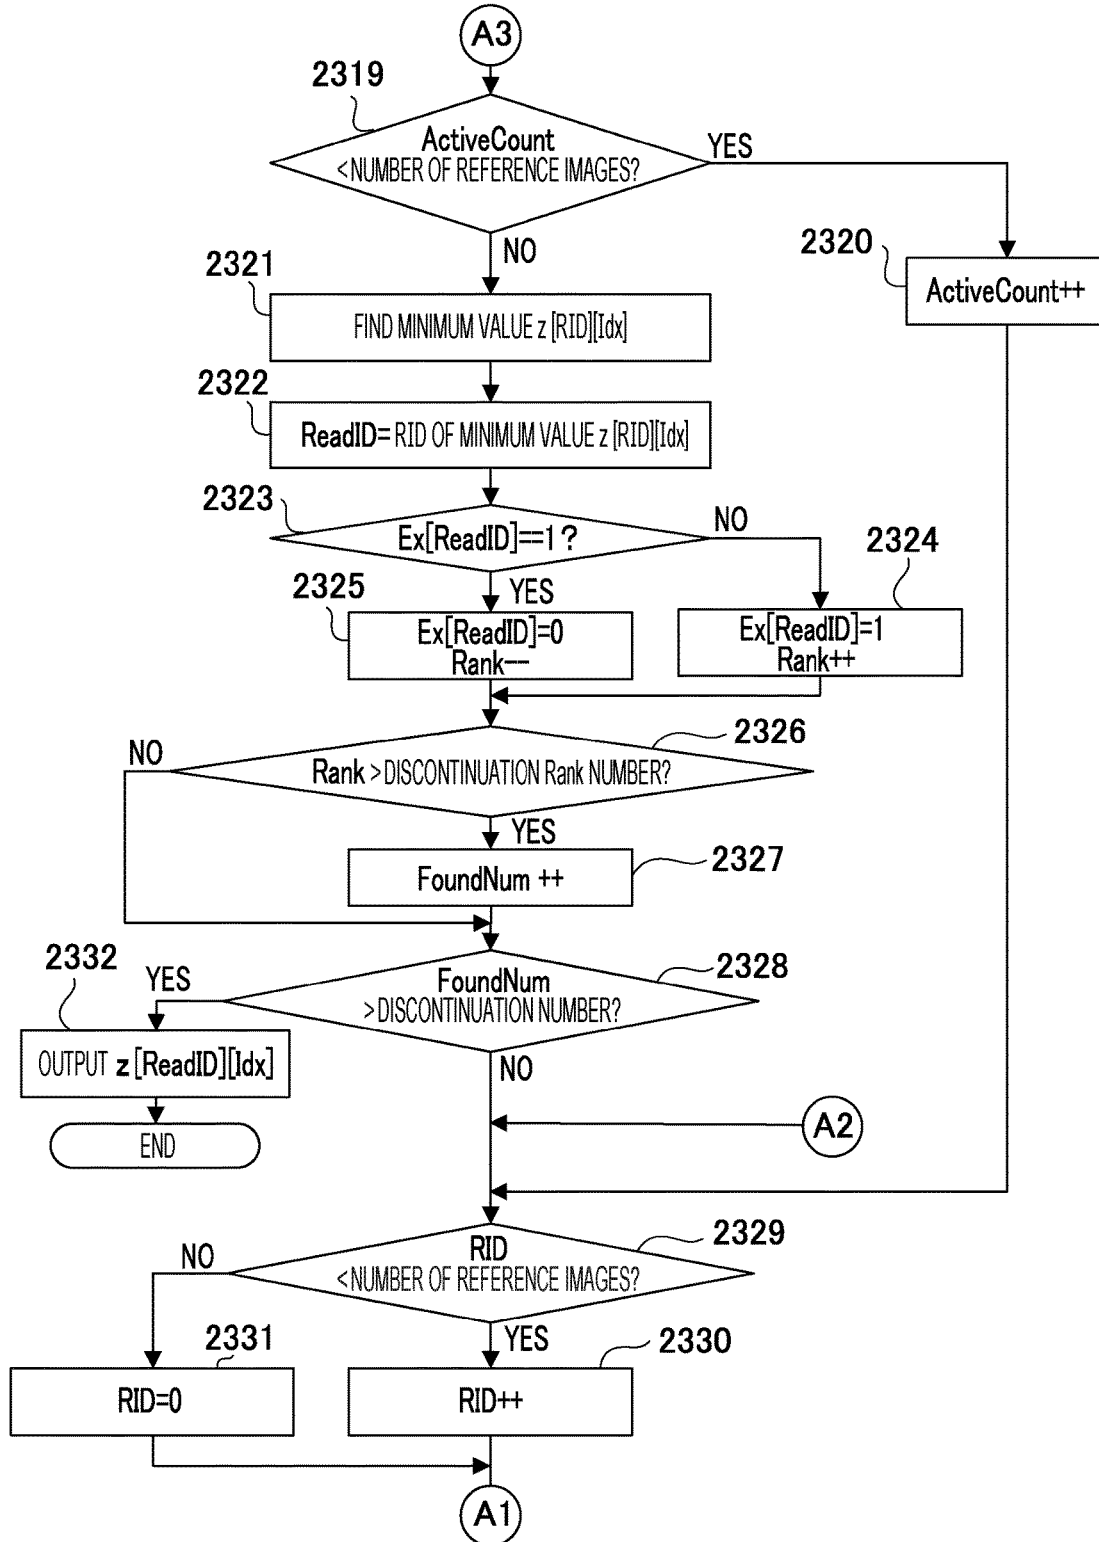 A3
2319
ActiveCount
<NUMBER OF REFERENCE IMAGES?
YES
NO
2320
ActiveCount++
2321
FIND MINIMUM VALUE z [RID][Idx]
2322
ReadID= RID OF MINIMUM VALUE z [RID][Idx]
2323
Ex[ReadID]==1?
NO
YES
2324
Ex[ReadID]=1
Rank++
2325
Ex[ReadID]=0
Rank--
2326
NO
Rank >DISCONTINUATION Rank NUMBER?
YES
2327
FoundNum ++
2332
YES
2328
FoundNum
>DISCONTINUATION NUMBER?
OUTPUT z [ReadID][Idx]
NO
END
A2
2329
NO
RID
<NUMBER OF REFERENCE IMAGES?
YES
2331
RID=0
2330
RID++
A1